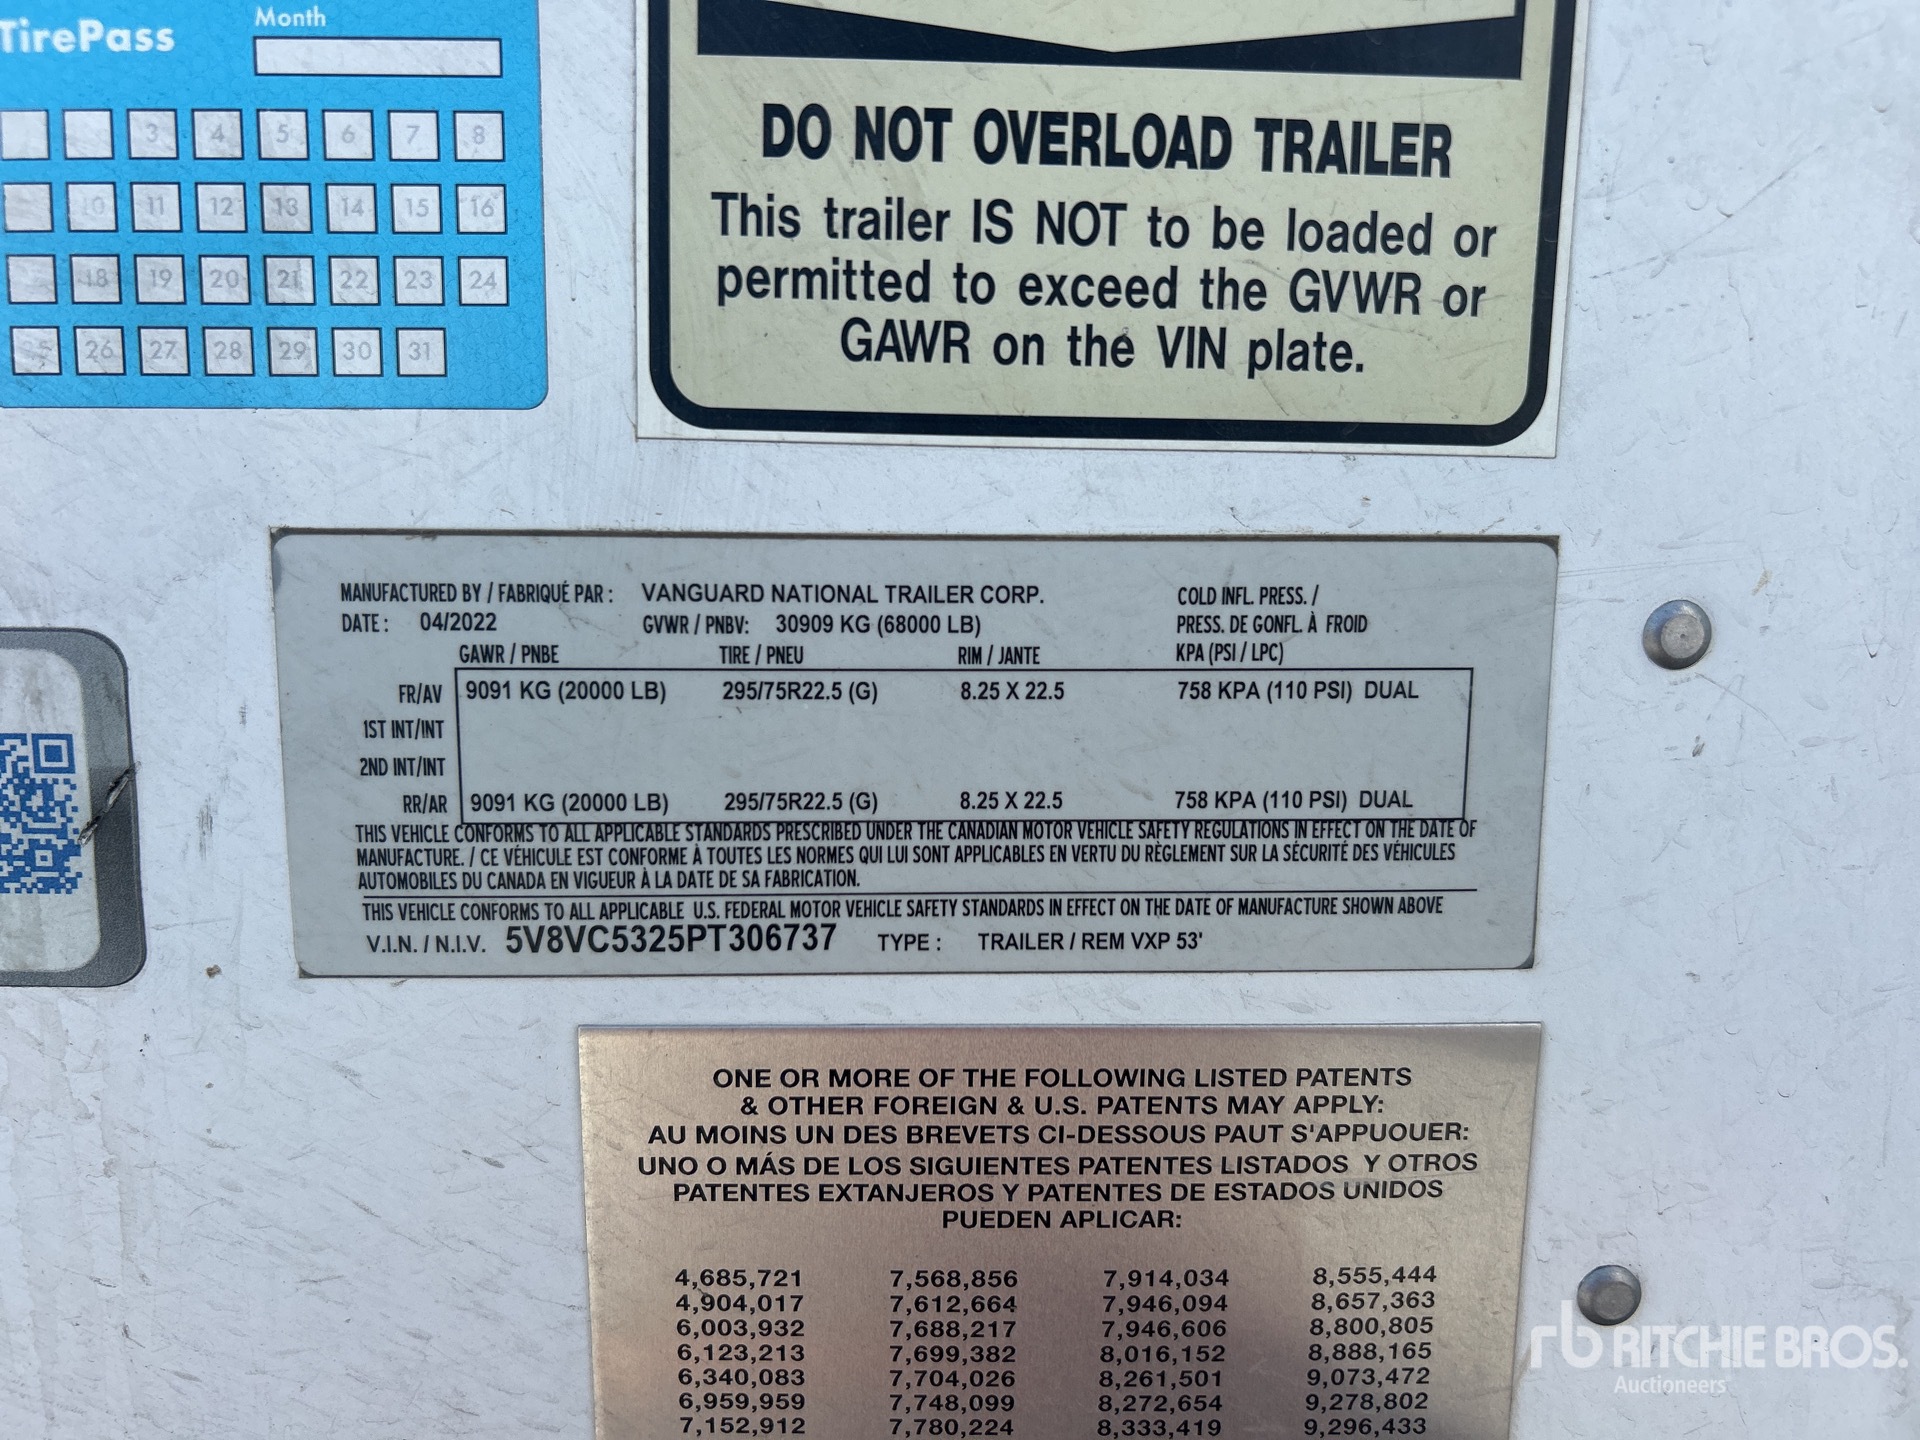 TirePass
Month
3 4 5 6 7 8
10 11 12 13 14 15 16
18 19 20 21 22 23 24
25 26 27 28 29 30 31
DO NOT OVERLOAD TRAILER
This trailer IS NOT to be loaded or
permitted to exceed the GVWR or
GAWR on the VIN plate.
MANUFACTURED BY / FABRIQUÉ PAR : VANGUARD NATIONAL TRAILER CORP. COLD INFL. PRESS. /
DATE : 04/2022 GVWR / PNBV: 30909 KG (68000 LB) PRESS. DE GONFL. À FROID
GAWR / PNBE TIRE / PNEU RIM / JANTE KPA (PSI / LPC)
FR/AV 9091 KG (20000 LB) 295/75R22.5 (G) 8.25 X 22.5 758 KPA (110 PSI) DUAL
1ST INT/INT
2ND INT/INT
RR/AR 9091 KG (20000 LB) 295/75R22.5 (G) 8.25 X 22.5 758 KPA (110 PSI) DUAL
THIS VEHICLE CONFORMS TO ALL APPLICABLE STANDARDS PRESCRIBED UNDER THE CANADIAN MOTOR VEHICLE SAFETY REGULATIONS IN EFFECT ON THE DATE OF
MANUFACTURE. / CE VÉHICULE EST CONFORME À TOUTES LES NORMES QUI LUI SONT APPLICABLES EN VERTU DU RÈGLEMENT SUR LA SÉCURITÉ DES VÉHICULES
AUTOMOBILES DU CANADA EN VIGUEUR À LA DATE DE SA FABRICATION.
THIS VEHICLE CONFORMS TO ALL APPLICABLE U.S. FEDERAL MOTOR VEHICLE SAFETY STANDARDS IN EFFECT ON THE DATE OF MANUFACTURE SHOWN ABOVE
V.I.N. / N.I.V. 5V8VC5325PT306737 TYPE : TRAILER / REM VXP 53'
ONE OR MORE OF THE FOLLOWING LISTED PATENTS
& OTHER FOREIGN & U.S. PATENTS MAY APPLY:
AU MOINS UN DES BREVETS CI-DESSOUS PAUT S'APPUOUER:
UNO O MÁS DE LOS SIGUIENTES PATENTES LISTADOS Y OTROS
PATENTES EXTANJEROS Y PATENTES DE ESTADOS UNIDOS
PUEDEN APLICAR:
4,685,721 7,568,856 7,914,034 8,555,444
4,904,017 7,612,664 7,946,094 8,657,363
6,003,932 7,688,217 7,946,606 8,800,805
6,123,213 7,699,382 8,016,152 8,888,165
6,340,083 7,704,026 8,261,501 9,073,472
6,959,959 7,748,099 8,272,654 9,278,802
7,152,912 7,780,224 8,333,419 9,296,433
rb RITCHIE BROS.
Auctioneers